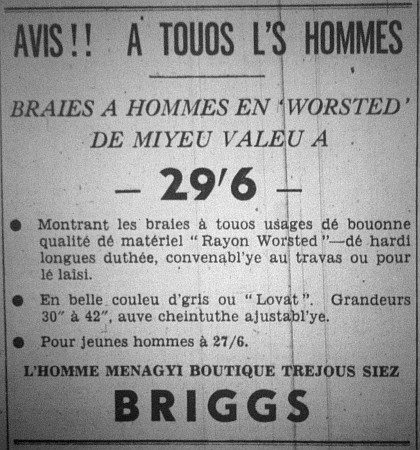 AVIS!! A TOUOS L'S HOMMES
BRAIES A HOMMES EN 'WORSTED'
DE MIYEU VALEU A
— 29'6 —
● Montrant les braies à touos usages dé bouonne
qualité dé matériel "Rayon Worsted"—dé hardi
longues duthée, convenabl'ye au travas ou pour
lé laîsi.
● En belle couleu d'gris ou "Lovat". Grandeurs
30″ à 42″, auve cheintuthe ajustabl'ye.
● Pour jeunes hommes à 27/6.
L'HOMME MENAGYI BOUTIQUE TREJOUS SIEZ
BRIGGS